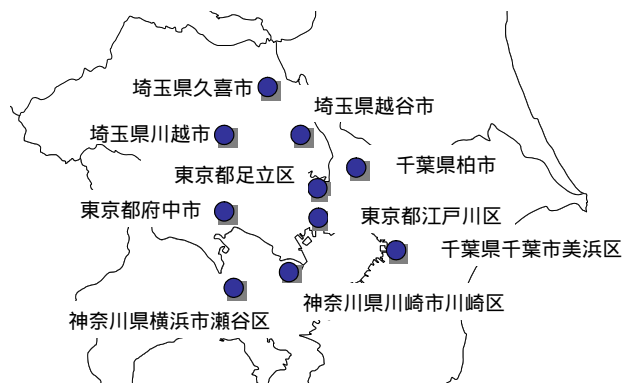 埼玉県久喜市
埼玉県越谷市
埼玉県川越市
千葉県柏市
東京都足立区
東京都府中市
東京都江戸川区
千葉県千葉市美浜区
神奈川県川崎市川崎区
神奈川県横浜市瀬谷区